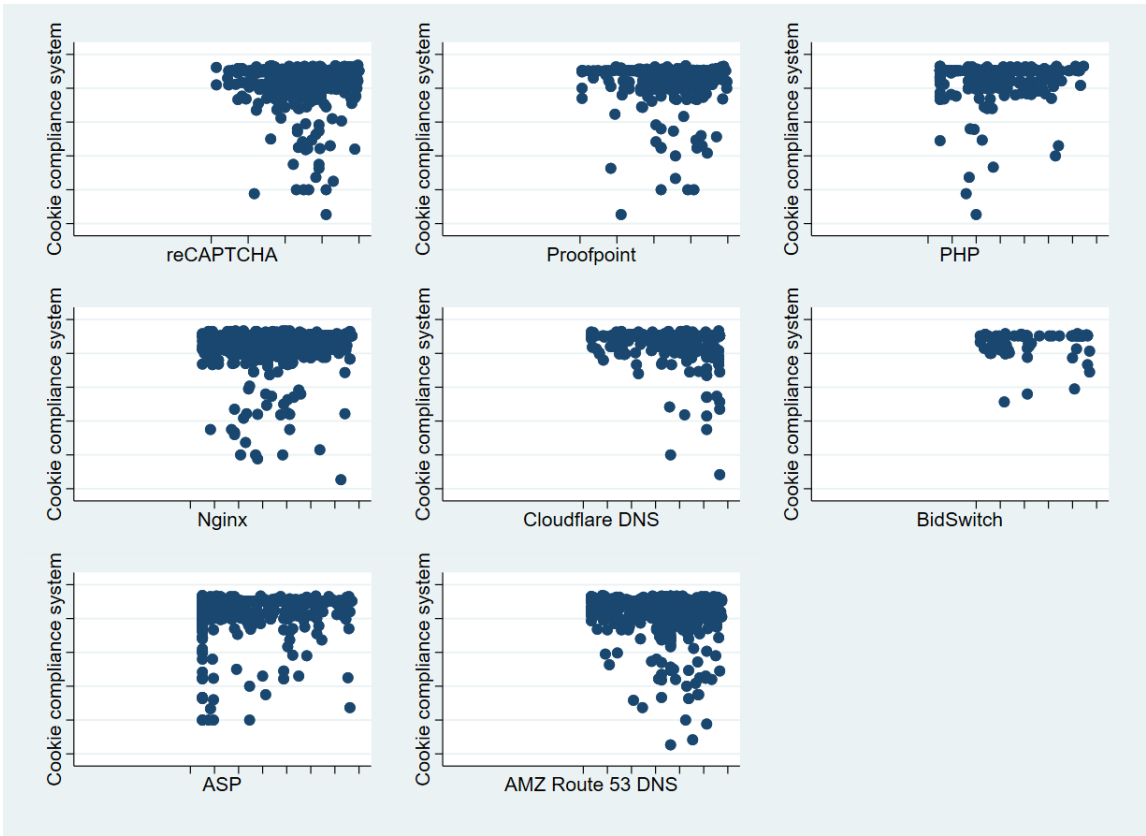 Cookie compliance system
reCAPTCHA
Cookie compliance system
Proofpoint
Cookie compliance system
PHP
Cookie compliance system
Nginx
Cookie compliance system
Cloudflare DNS
Cookie compliance system
BidSwitch
Cookie compliance system
ASP
Cookie compliance system
AMZ Route 53 DNS